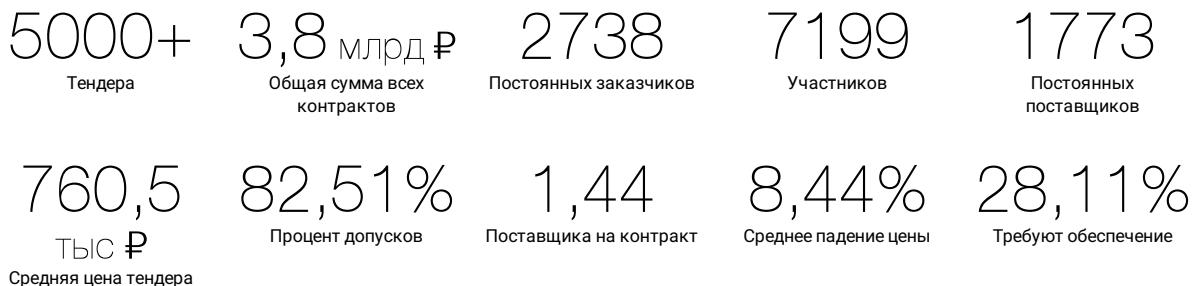 5000+
Тендера
3,8 млрд ₽
Общая сумма всех
контрактов
2738
Постоянных заказчиков
7199
Участников
1773
Постоянных
поставщиков
760,5
тыс ₽
Средняя цена тендера
82,51%
Процент допусков
1,44
Поставщика на контракт
8,44%
Среднее падение цены
28,11%
Требуют обеспечение